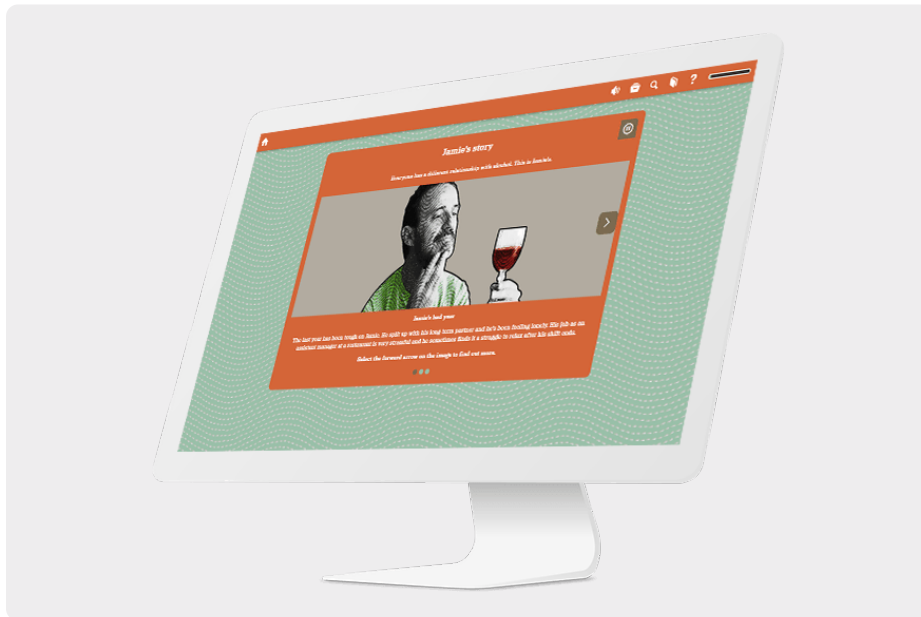 ?
Jamie's story
Everyone has a different relationship with alcohol. This is Jamie's.
Jamie's bad year
The last year has been tough on Jamie. He split up with his long term partner and he's been feeling lonely. His job as an
assistant manager at a restaurant is very stressful and he sometimes finds it a struggle to relax after his shift ends.
Select the forward arrow on the image to find out more.